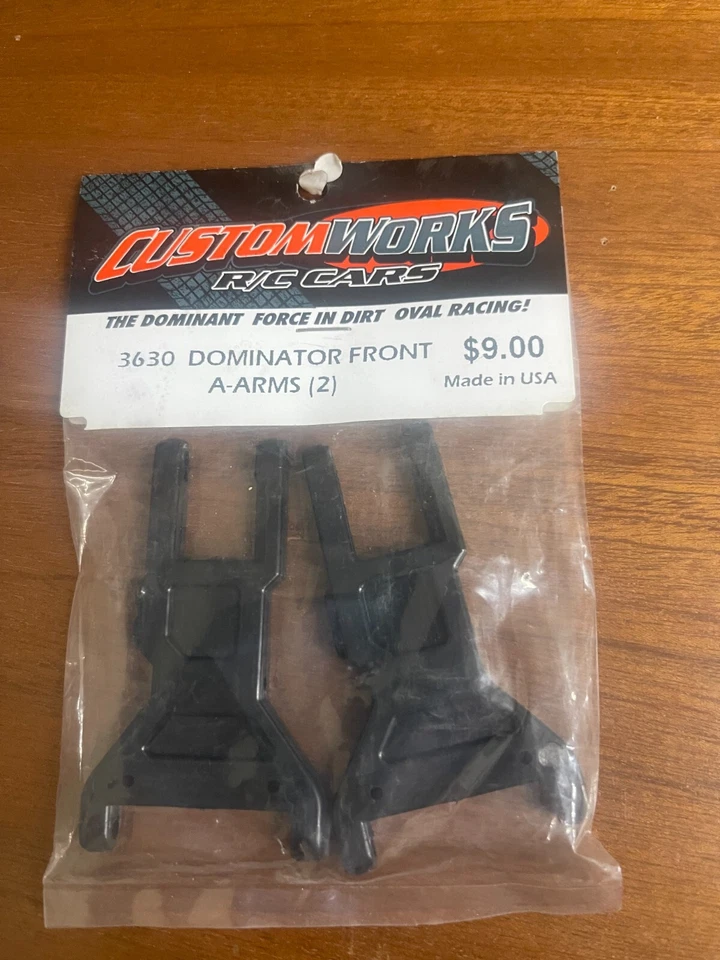 CUSTOMWORKS
R/C CARS
THE DOMINANT FORCE IN DIRT OVAL RACING!
3630 DOMINATOR FRONT $9.00
A-ARMS (2) Made in USA